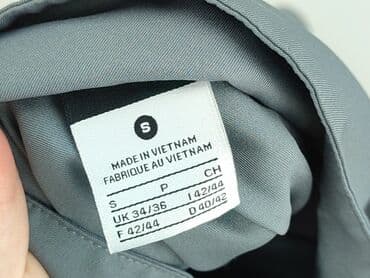 S
MADE IN VIETNAM
FABRIQUE AU VIETNAM
S P CH
UK 34/36 I 42/44
F 42/44 D 40/42